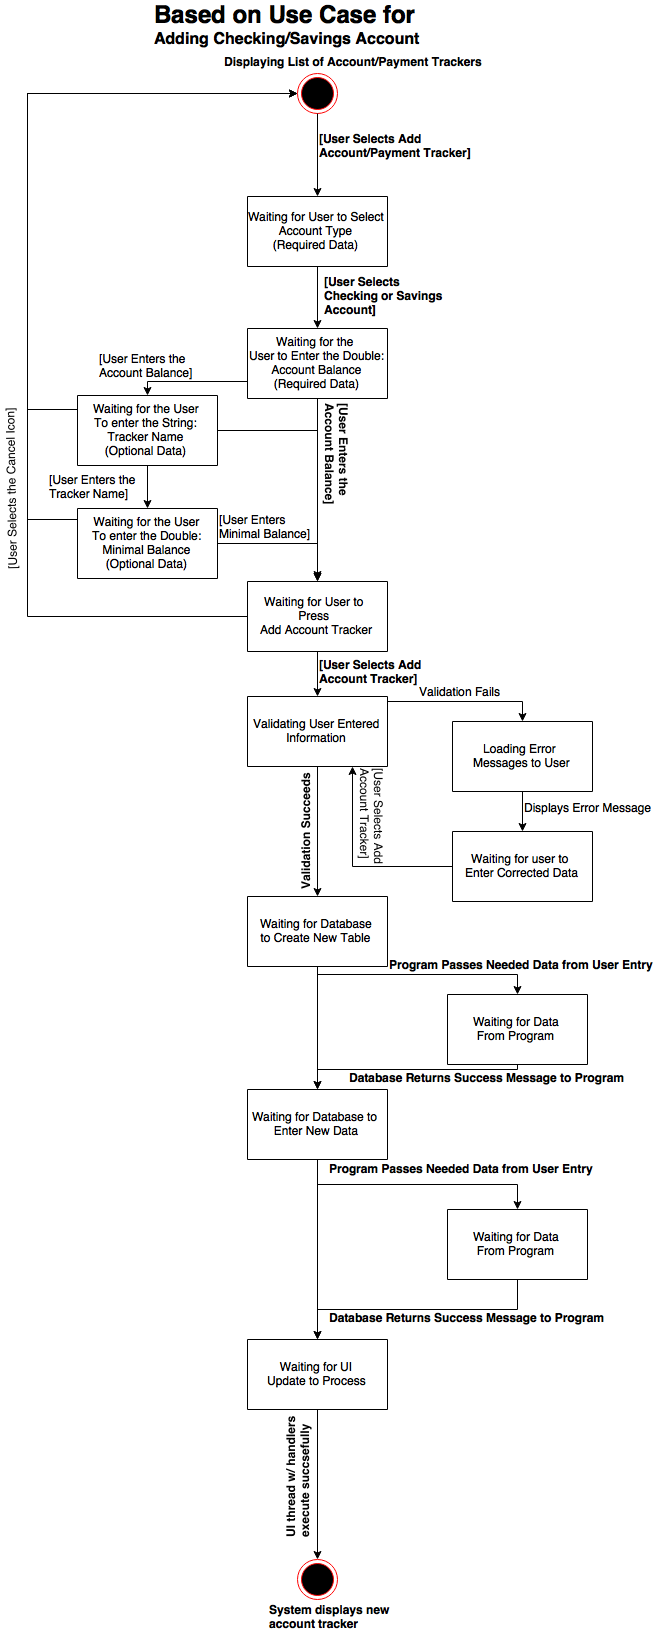 Based on Use Case for
Adding Checking/Savings Account
Displaying List of Account/Payment Trackers
[User Selects Add
Account/Payment Tracker]
Waiting for User to Select
Account Type
(Required Data)
[User Selects
Checking or Savings
Account]
Waiting for the
User to Enter the Double:
Account Balance
(Required Data)
[User Enters the
Account Balance]
[User Enters the
Account Balance]
Waiting for the User
To enter the String:
Tracker Name
(Optional Data)
[User Selects the Cancel Icon]
[User Enters the
Tracker Name]
Waiting for the User
To enter the Double:
Minimal Balance
(Optional Data)
[User Enters
Minimal Balance]
Waiting for User to
Press
Add Account Tracker
[User Selects Add
Account Tracker]
Validating User Entered
Information
Validation Fails
Loading Error
Messages to User
Displays Error Message
Waiting for user to
Enter Corrected Data
[User Selects Add
Account Tracker]
Validation Succeeds
Waiting for Database
to Create New Table
Program Passes Needed Data from User Entry
Waiting for Data
From Program
Database Returns Success Message to Program
Waiting for Database to
Enter New Data
Program Passes Needed Data from User Entry
Waiting for Data
From Program
Database Returns Success Message to Program
Waiting for UI
Update to Process
UI thread w/ handlers
execute succsefully
System displays new
account tracker